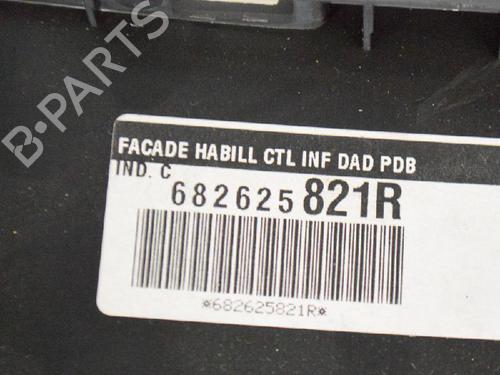 B-PARTS
FACADE HABILL CTL INF DAD PDB
IND. C
682625821R
*682625821R*